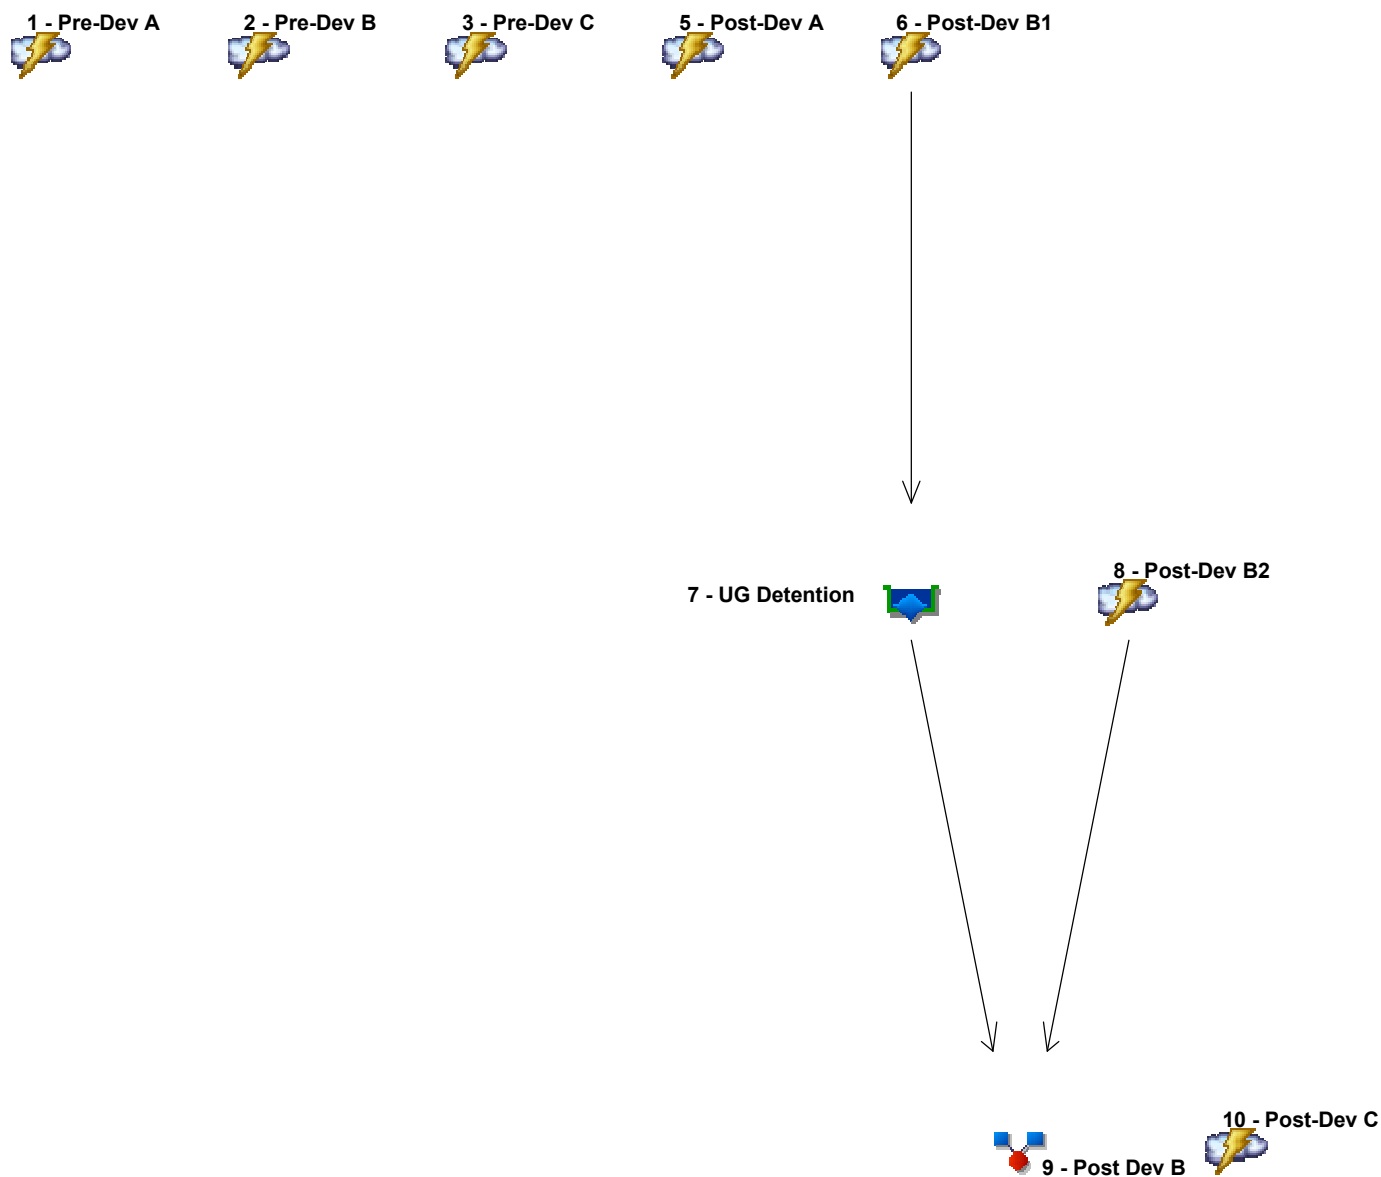 1 - Pre-Dev A
2 - Pre-Dev B
3 - Pre-Dev C
5 - Post-Dev A
6 - Post-Dev B1
8 - Post-Dev B2
7 - UG Detention
10 - Post-Dev C
9 - Post Dev B